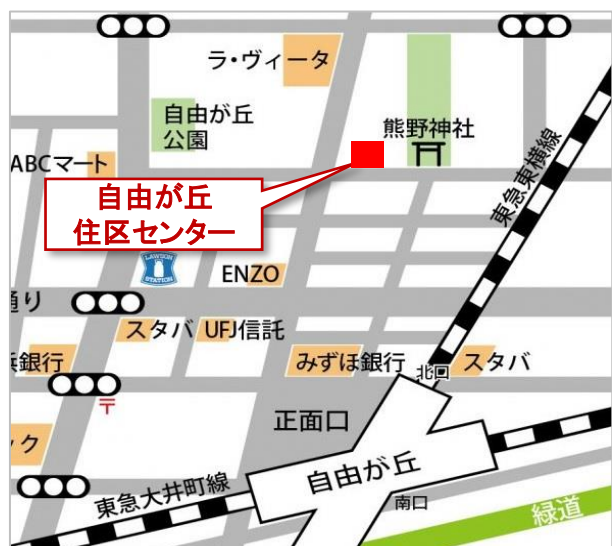 ラ・ヴィータ
自由が丘
公園
熊野神社
ABCマート
東急東横線
自由が丘
住区センター
LAWSON
STATION
ENZO
通り
スタバ
UFJ信託
浜銀行
みずほ銀行
北口
スタバ
〒
正面口
ック
自由が丘
東急大井町線
南口
緑道